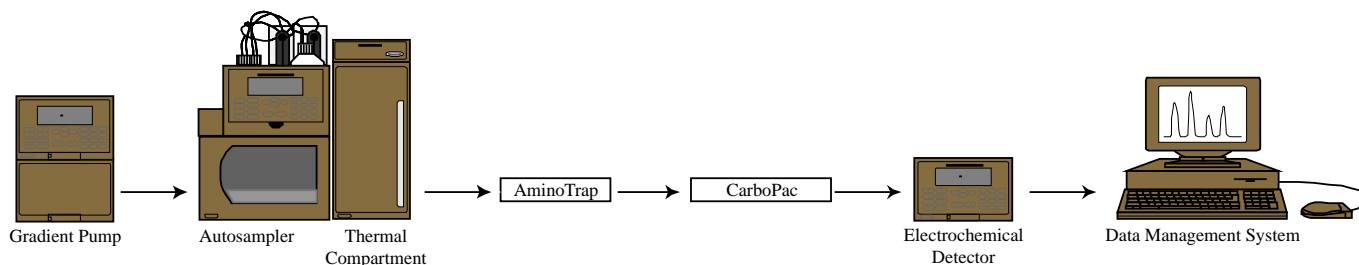 AminoTrap
CarboPac
Gradient Pump
Autosampler
Thermal
Compartment
Electrochemical
Detector
Data Management System